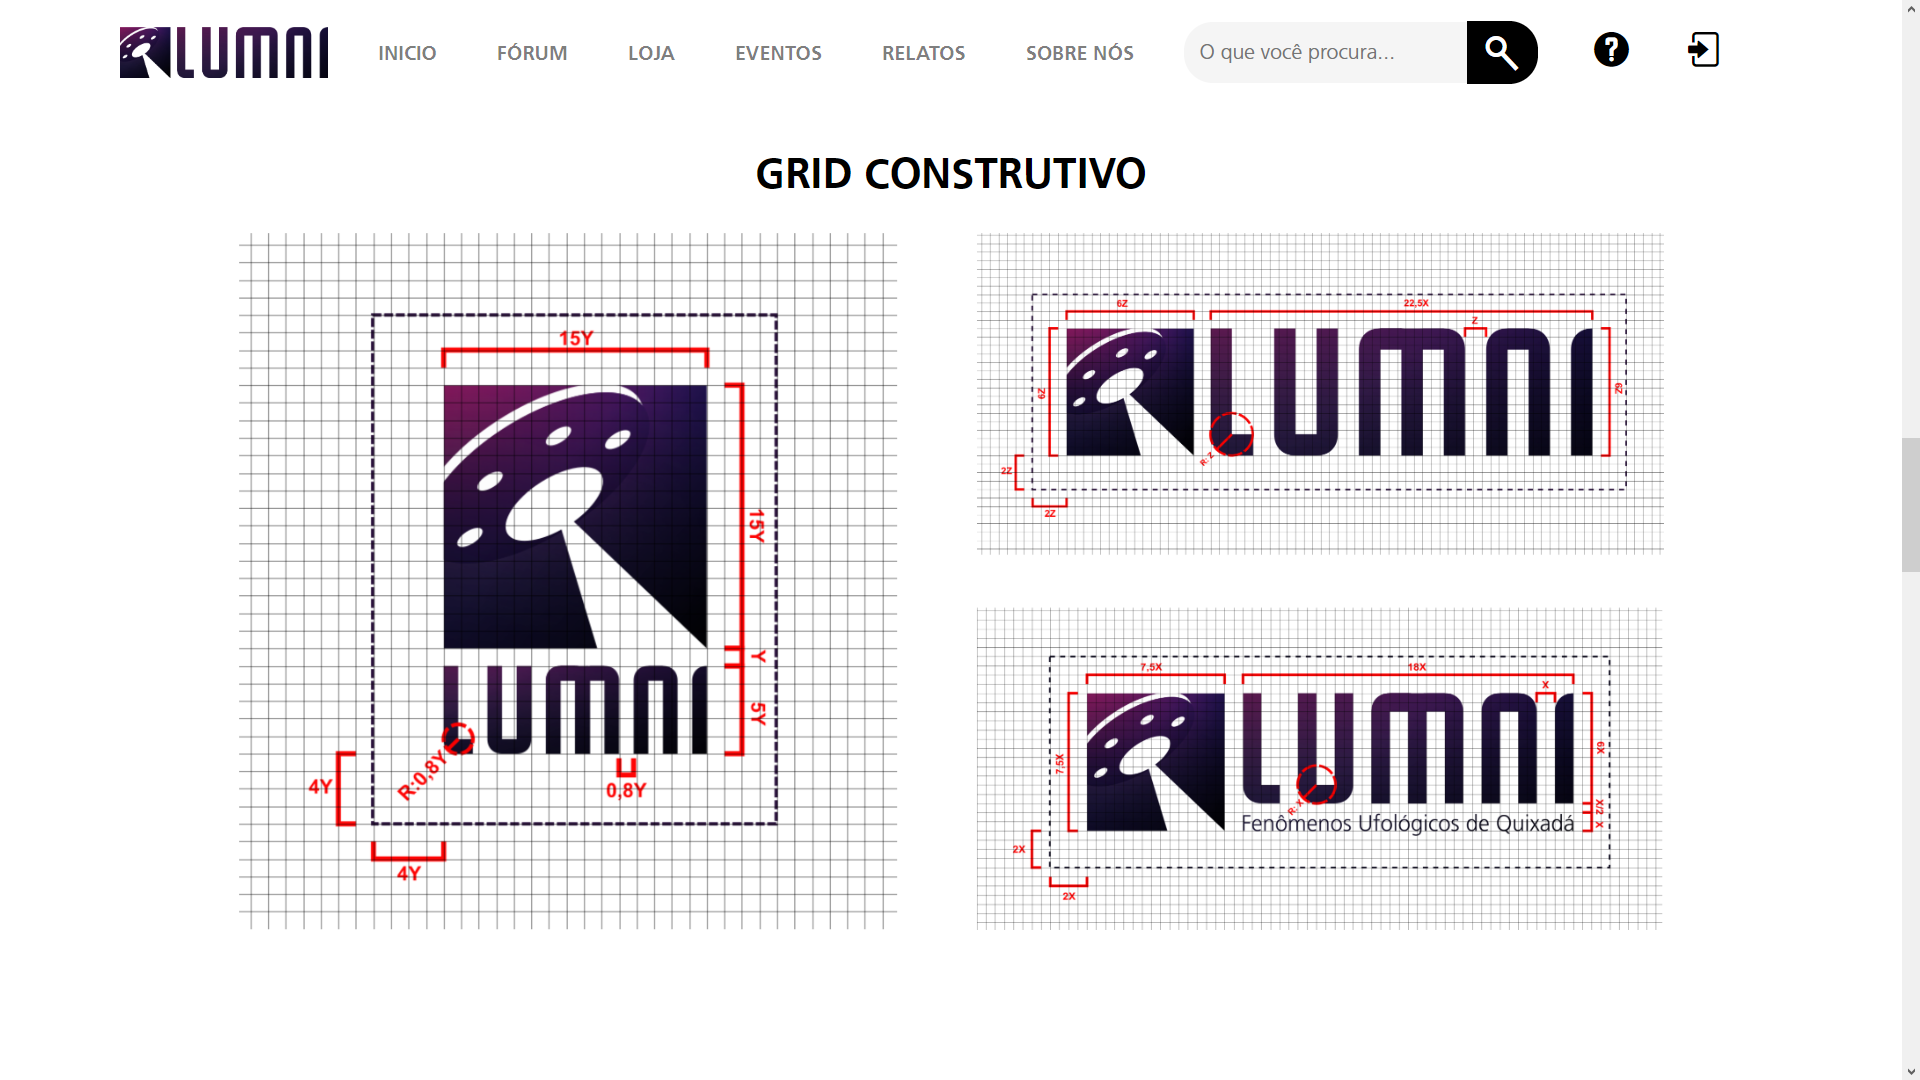 LUMNI
INICIO
FÓRUM
LOJA
EVENTOS
RELATOS
SOBRE NÓS
O que você procura...
GRID CONSTRUTIVO
15Y
15Y
Y
LUMNI
5Y
R:0,8Y
0,8Y
4Y
4Y
6Z
22,5X
Z
6Z
LUMNI
6Z
R: Z
2Z
2Z
7,5X
18X
X
7,5X
LUMNI
6X
R: X
X/2
X
Fenômenos Ufológicos de Quixadá
2X
2X